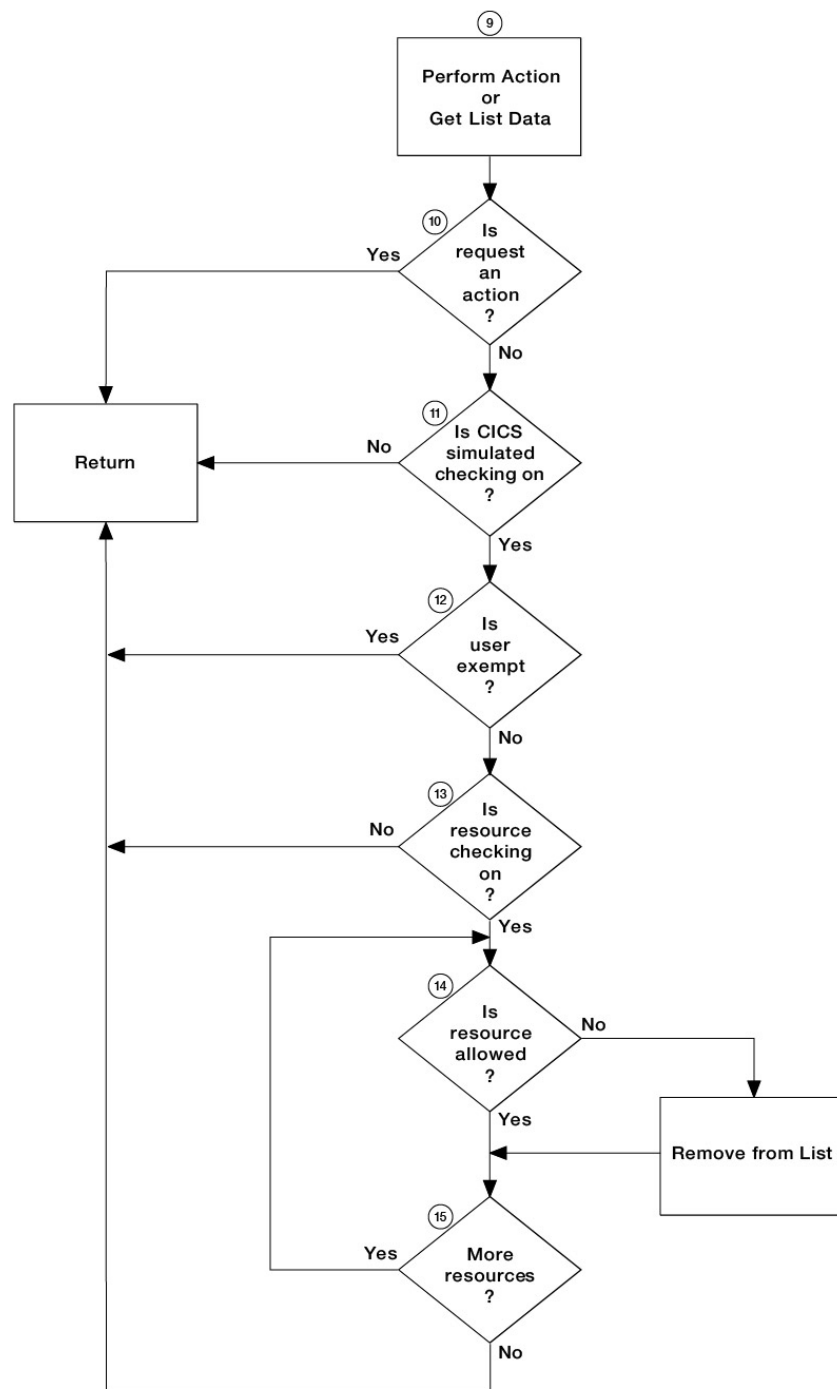 9
Perform Action
or
Get List Data
10
Is
request
an
action
?
Yes
No
Return
11
Is CICS
simulated
checking on
?
No
Yes
12
Is
user
exempt
?
Yes
No
13
Is
resource
checking
on
?
No
Yes
14
Is
resource
allowed
?
No
Yes
Remove from List
15
More
resources
?
Yes
No